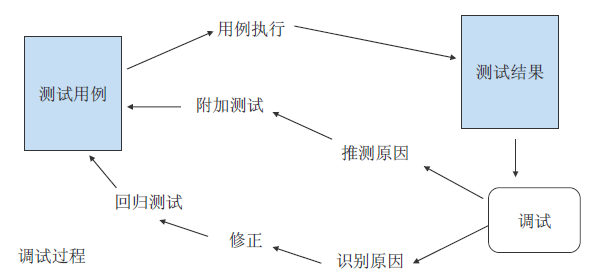 用例执行
测试用例
测试结果
附加测试
推测原因
回归测试
调试
修正
调试过程
识别原因